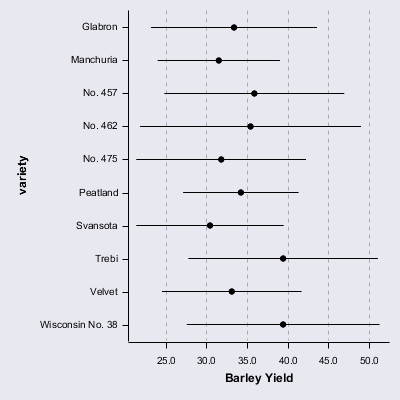 Glabron
Manchuria
No. 457
No. 462
No. 475
Peatland
Svansota
Trebi
Velvet
Wisconsin No. 38
variety
25.0 30.0 35.0 40.0 45.0 50.0
Barley Yield